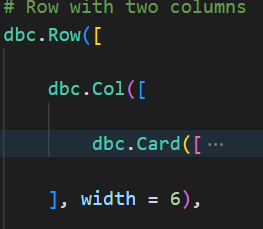 # Row with two columns
dbc.Row([
dbc.Col([
dbc.Card([ ···
], width = 6),